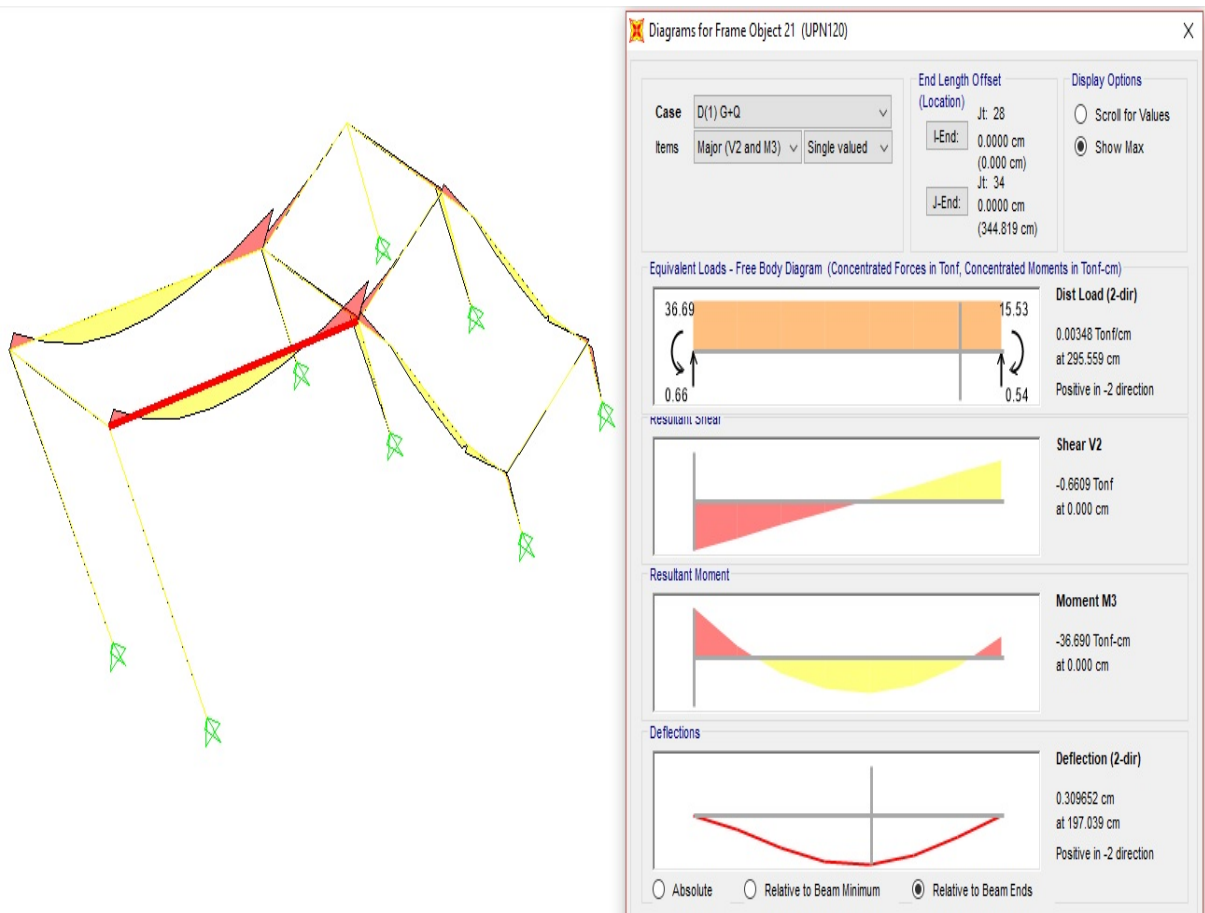 Diagrams for Frame Object 21 (UPN120)
X
End Length Offset
(Location)
Display Options
Case D(1) G+Q
Items Major (V2 and M3) Single valued
I-End:
Jt: 28
0.0000 cm
(0.000 cm)
J-End:
Jt: 34
0.0000 cm
(344.819 cm)
Scroll for Values
Show Max
Equivalent Loads - Free Body Diagram (Concentrated Forces in Tonf, Concentrated Moments in Tonf-cm)
36.69
15.53
0.66
0.54
Dist Load (2-dir)
0.00348 Tonf/cm
at 295.559 cm
Positive in -2 direction
Resultant Shear
Shear V2
-0.6609 Tonf
at 0.000 cm
Resultant Moment
Moment M3
-36.690 Tonf-cm
at 0.000 cm
Deflections
Deflection (2-dir)
0.309652 cm
at 197.039 cm
Positive in -2 direction
Absolute
Relative to Beam Minimum
Relative to Beam Ends